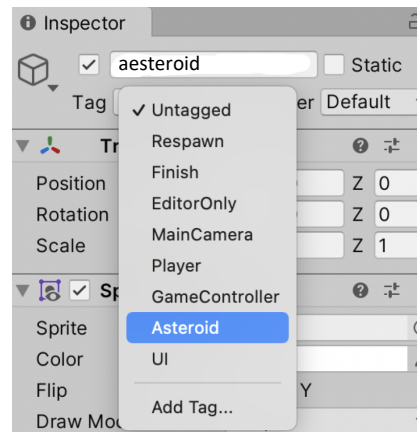 Inspector
aesteroid Static
Tag er Default
✓ Untagged
Respawn
Finish
EditorOnly
MainCamera
Player
GameController
Asteroid
UI
Add Tag...
Tr
Position Z 0
Rotation Z 0
Scale Z 1
Sp
Sprite
Color
Flip Y
Draw Mo